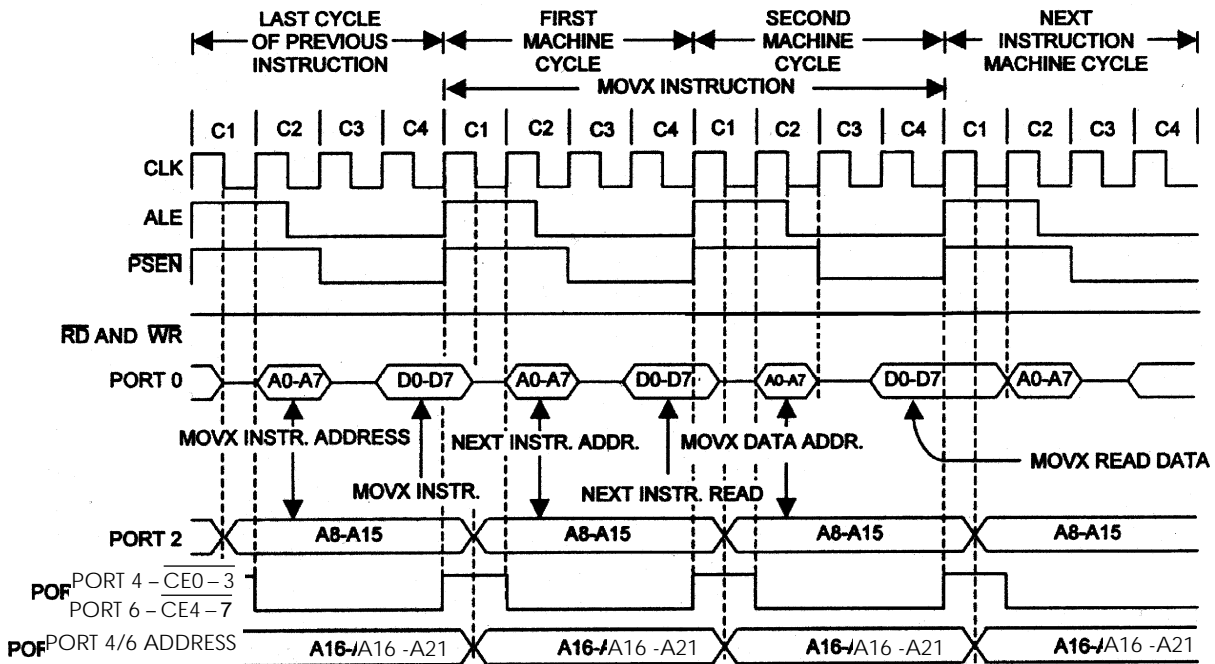 LAST CYCLE OF PREVIOUS INSTRUCTION
FIRST MACHINE CYCLE
SECOND MACHINE CYCLE
NEXT INSTRUCTION MACHINE CYCLE
MOVX INSTRUCTION
C1 C2 C3 C4 C1 C2 C3 C4 C1 C2 C3 C4 C1 C2 C3 C4
CLK
ALE
PSEN
RD AND WR
PORT 0 A0-A7 D0-D7 A0-A7 D0-D7 A0-A7 D0-D7 A0-A7
MOVX INSTR. ADDRESS NEXT INSTR. ADDR. MOVX DATA ADDR.
MOVX READ DATA
MOVX INSTR. NEXT INSTR. READ
PORT 2 A8-A15 A8-A15 A8-A15 A8-A15
PORT 4 – CE0 – 3
PORT 6 – CE4 – 7
PORT 4/6 ADDRESS A16 -A21 A16 -A21 A16 -A21 A16 -A21